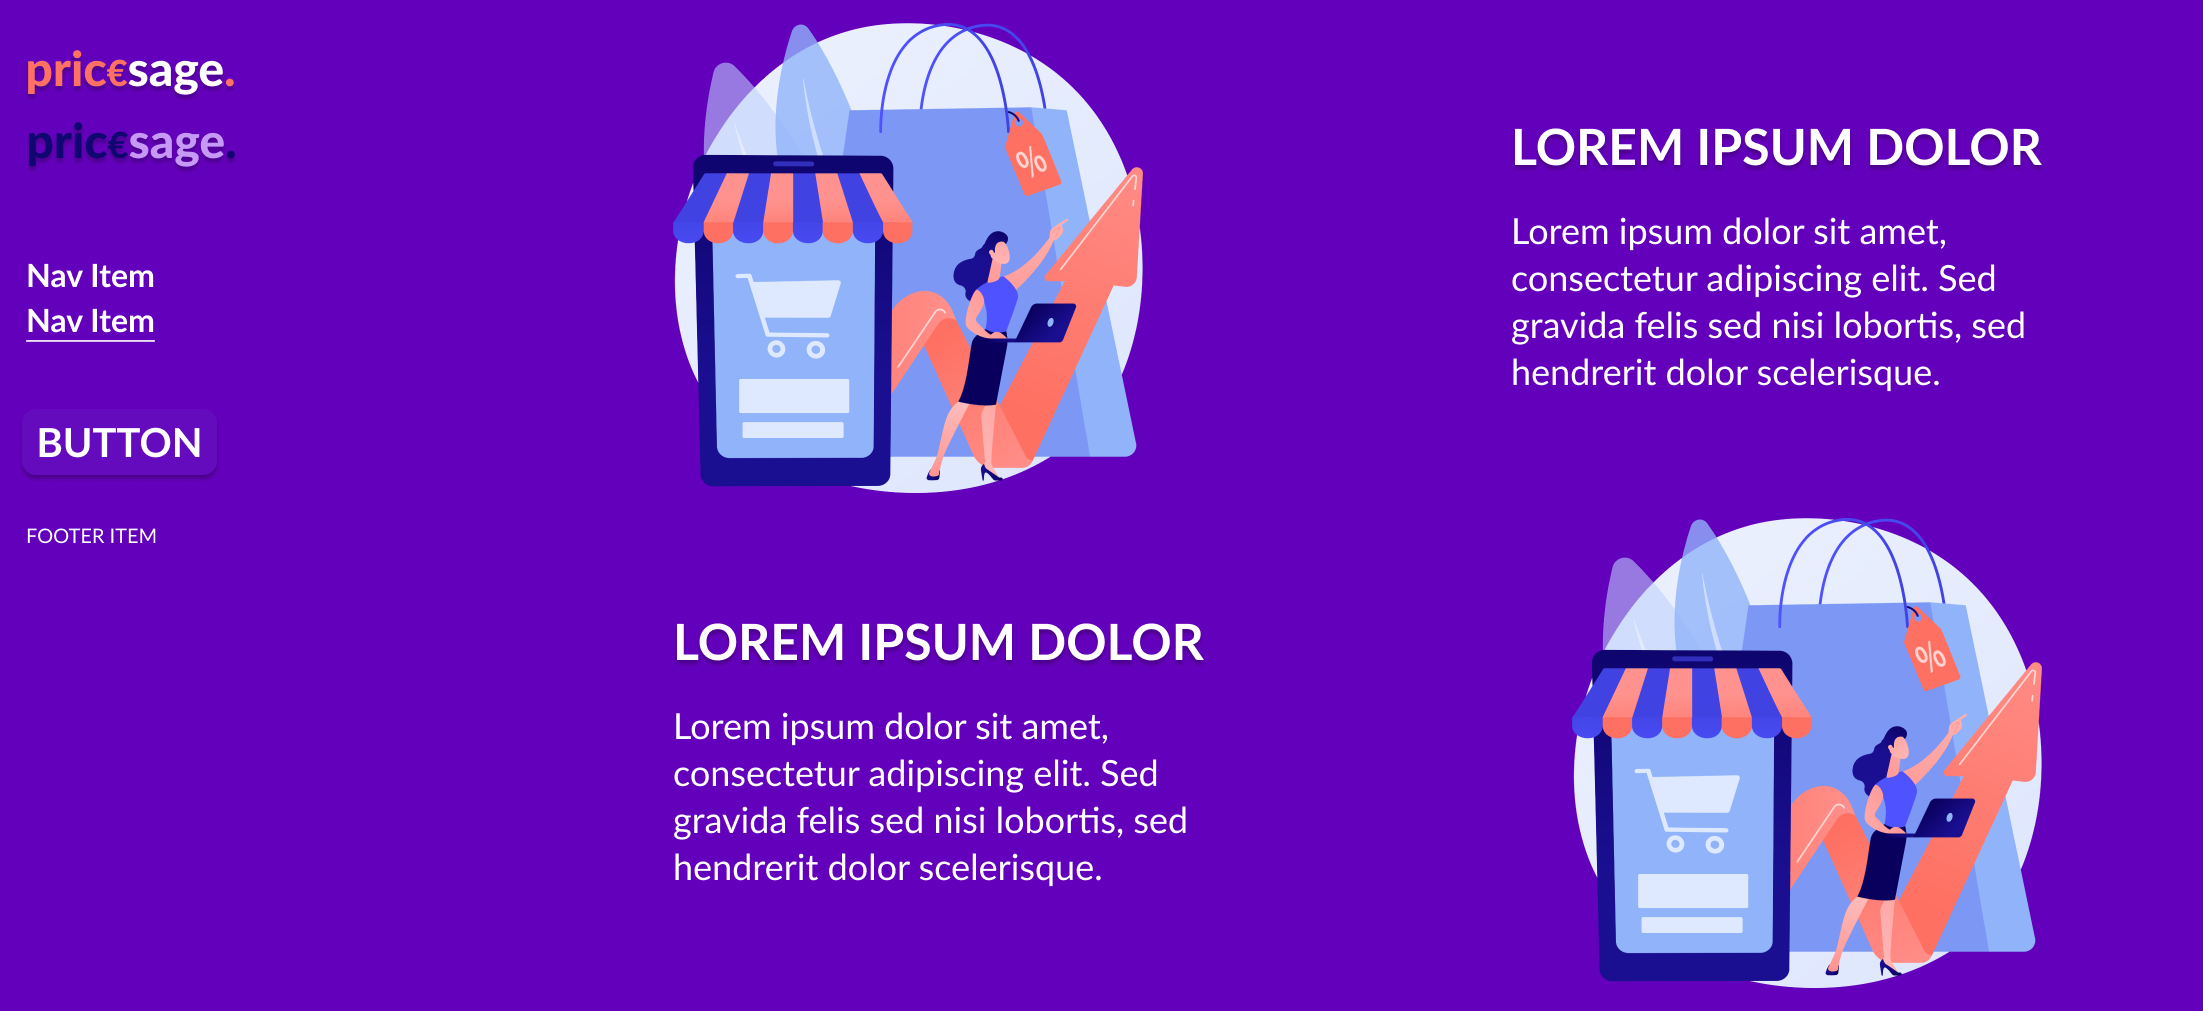 pric€sage.
pric€sage.
Nav Item
Nav Item
BUTTON
FOOTER ITEM
%
LOREM IPSUM DOLOR
Lorem ipsum dolor sit amet,
consectetur adipiscing elit. Sed
gravida felis sed nisi lobortis, sed
hendrerit dolor scelerisque.
LOREM IPSUM DOLOR
Lorem ipsum dolor sit amet,
consectetur adipiscing elit. Sed
gravida felis sed nisi lobortis, sed
hendrerit dolor scelerisque.
%